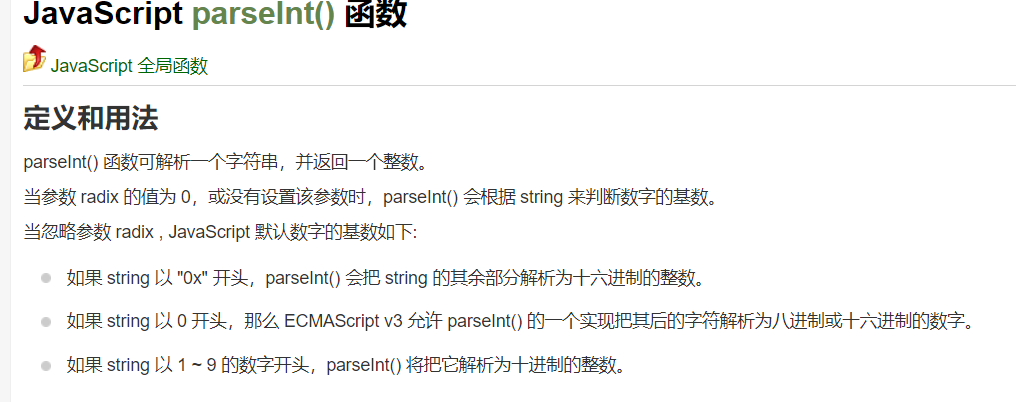 JavaScript parseInt() 函数
JavaScript 全局函数
定义和用法
parseInt() 函数可解析一个字符串，并返回一个整数。
当参数 radix 的值为 0，或没有设置该参数时，parseInt() 会根据 string 来判断数字的基数。
当忽略参数 radix , JavaScript 默认数字的基数如下:
如果 string 以 "0x" 开头，parseInt() 会把 string 的其余部分解析为十六进制的整数。
如果 string 以 0 开头，那么 ECMAScript v3 允许 parseInt() 的一个实现把其后的字符解析为八进制或十六进制的数字。
如果 string 以 1 ~ 9 的数字开头，parseInt() 将把它解析为十进制的整数。